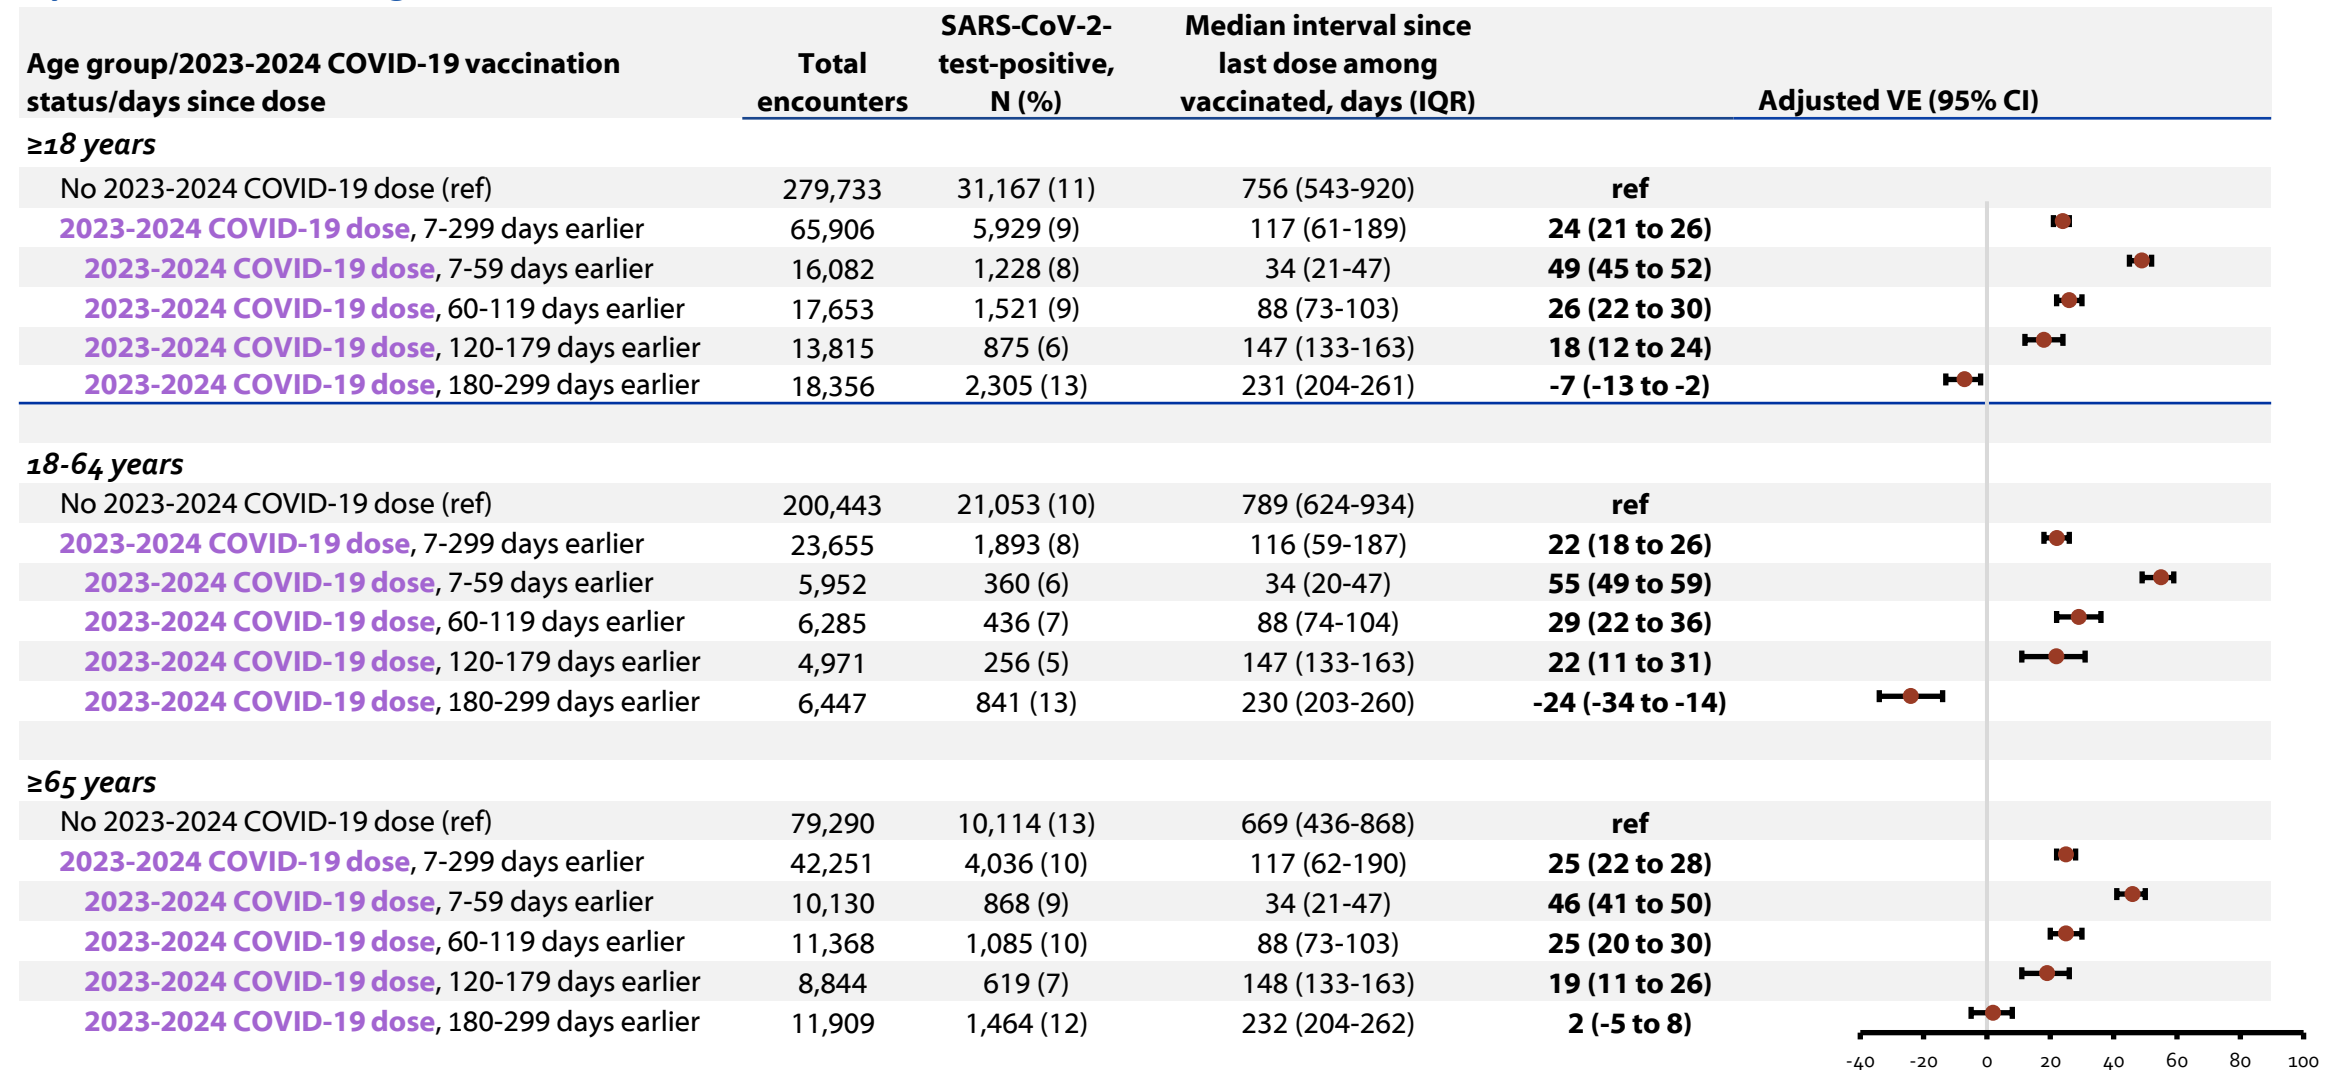 Age group/2023-2024 COVID-19 vaccination status/days since dose
Total encounters
SARS-CoV-2-test-positive, N (%)
Median interval since last dose among vaccinated, days (IQR)
Adjusted VE (95% CI)
≥18 years
No 2023-2024 COVID-19 dose (ref) 279,733 31,167 (11) 756 (543-920) ref
2023-2024 COVID-19 dose, 7-299 days earlier 65,906 5,929 (9) 117 (61-189) 24 (21 to 26)
2023-2024 COVID-19 dose, 7-59 days earlier 16,082 1,228 (8) 34 (21-47) 49 (45 to 52)
2023-2024 COVID-19 dose, 60-119 days earlier 17,653 1,521 (9) 88 (73-103) 26 (22 to 30)
2023-2024 COVID-19 dose, 120-179 days earlier 13,815 875 (6) 147 (133-163) 18 (12 to 24)
2023-2024 COVID-19 dose, 180-299 days earlier 18,356 2,305 (13) 231 (204-261) -7 (-13 to -2)
18-64 years
No 2023-2024 COVID-19 dose (ref) 200,443 21,053 (10) 789 (624-934) ref
2023-2024 COVID-19 dose, 7-299 days earlier 23,655 1,893 (8) 116 (59-187) 22 (18 to 26)
2023-2024 COVID-19 dose, 7-59 days earlier 5,952 360 (6) 34 (20-47) 55 (49 to 59)
2023-2024 COVID-19 dose, 60-119 days earlier 6,285 436 (7) 88 (74-104) 29 (22 to 36)
2023-2024 COVID-19 dose, 120-179 days earlier 4,971 256 (5) 147 (133-163) 22 (11 to 31)
2023-2024 COVID-19 dose, 180-299 days earlier 6,447 841 (13) 230 (203-260) -24 (-34 to -14)
≥65 years
No 2023-2024 COVID-19 dose (ref) 79,290 10,114 (13) 669 (436-868) ref
2023-2024 COVID-19 dose, 7-299 days earlier 42,251 4,036 (10) 117 (62-190) 25 (22 to 28)
2023-2024 COVID-19 dose, 7-59 days earlier 10,130 868 (9) 34 (21-47) 46 (41 to 50)
2023-2024 COVID-19 dose, 60-119 days earlier 11,368 1,085 (10) 88 (73-103) 25 (20 to 30)
2023-2024 COVID-19 dose, 120-179 days earlier 8,844 619 (7) 148 (133-163) 19 (11 to 26)
2023-2024 COVID-19 dose, 180-299 days earlier 11,909 1,464 (12) 232 (204-262) 2 (-5 to 8)
-40 -20 0 20 40 60 80 100